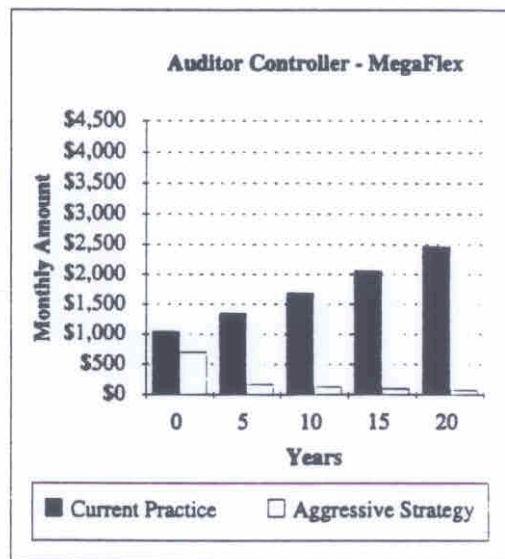 Auditor Controller - MegaFlex
Monthly Amount
$4,500
$4,000
$3,500
$3,000
$2,500
$2,000
$1,500
$1,000
$500
$0
0 5 10 15 20
Years
Current Practice Aggressive Strategy